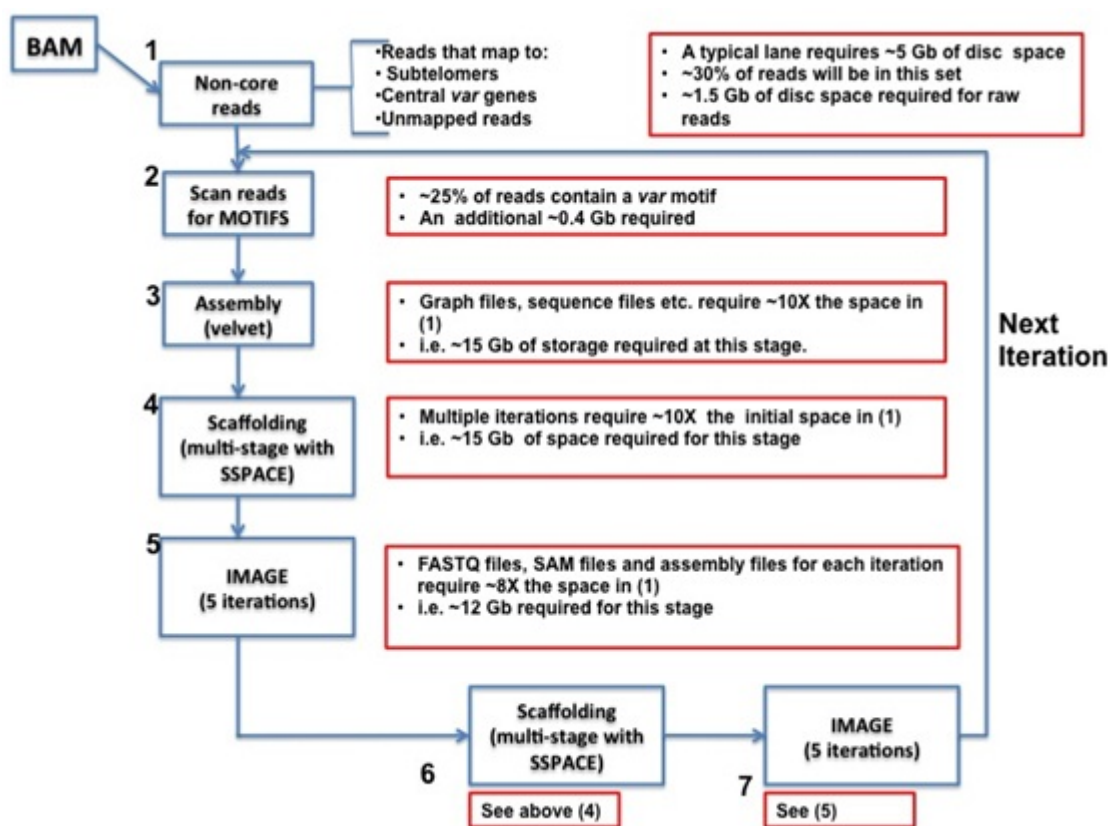 BAM
1
Non-core
reads
•Reads that map to:
• Subtelomers
•Central var genes
•Unmapped reads
• A typical lane requires ~5 Gb of disc space
• ~30% of reads will be in this set
• ~1.5 Gb of disc space required for raw
reads
2
Scan reads
for MOTIFS
• ~25% of reads contain a var motif
• An additional ~0.4 Gb required
3
Assembly
(velvet)
• Graph files, sequence files etc. require ~10X the space in
(1)
• i.e. ~15 Gb of storage required at this stage.
Next
Iteration
4
Scaffolding
(multi-stage with
SSPACE)
• Multiple iterations require ~10X the initial space in (1)
• i.e. ~15 Gb of space required for this stage
5
IMAGE
(5 iterations)
• FASTQ files, SAM files and assembly files for each iteration
require ~8X the space in (1)
• i.e. ~12 Gb required for this stage
Scaffolding
(multi-stage with
SSPACE)
6
See above (4)
IMAGE
(5 iterations)
7
See (5)